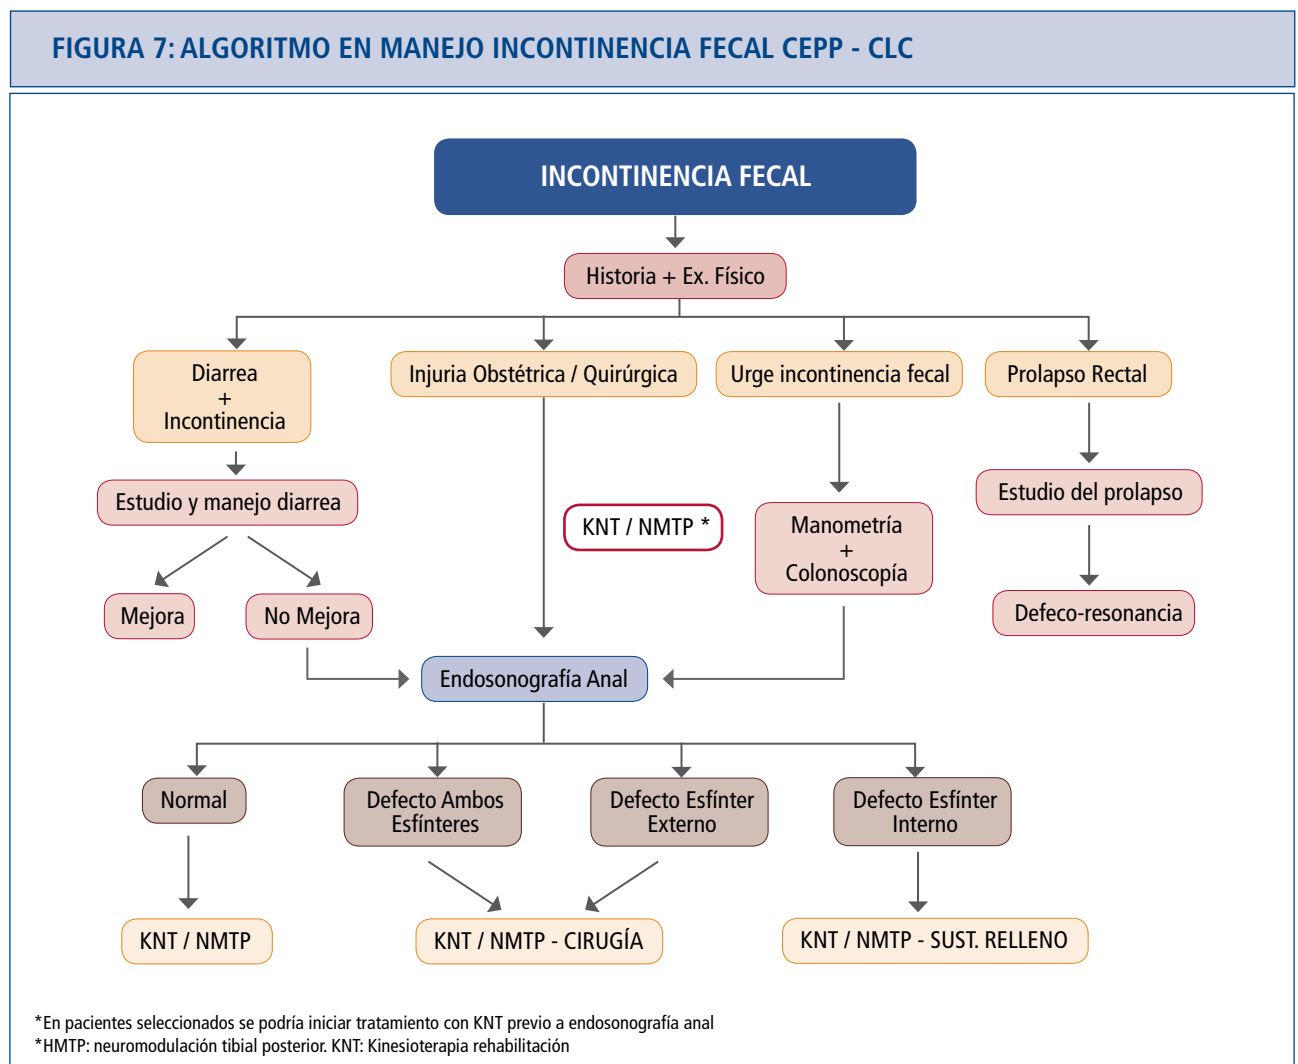 FIGURA 7: ALGORITMO EN MANEJO INCONTINENCIA FECAL CEPP - CLC
INCONTINENCIA FECAL
Historia + Ex. Físico
Diarrea
+
Incontinencia
Injuria Obstétrica / Quirúrgica
Urge incontinencia fecal
Prolapso Rectal
Estudio y manejo diarrea
KNT / NMTP *
Manometría
+
Colonoscopía
Estudio del prolapso
Mejora
No Mejora
Defeco-resonancia
Endosonografía Anal
Normal
Defecto Ambos
Esfínteres
Defecto Esfínter
Externo
Defecto Esfínter
Interno
KNT / NMTP
KNT / NMTP - CIRUGÍA
KNT / NMTP - SUST. RELLENO
*En pacientes seleccionados se podría iniciar tratamiento con KNT previo a endosonografía anal
*HMTP: neuromodulación tibial posterior. KNT: Kinesioterapia rehabilitación